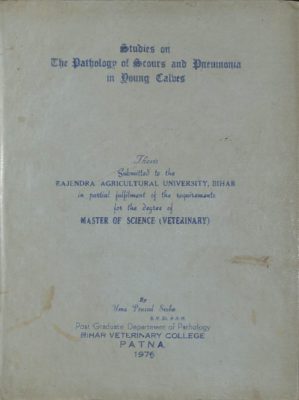 Studies on
The Pathology of Scours and Pneumonia
in Young Calves
Thesis
Submitted to the
RAJENDRA AGRICULTURAL UNIVERSITY, BIHAR
in partial fulfilment of the requirements
for the degree of
MASTER OF SCIENCE (VETERINARY)
By
Uma Prasad
Post Graduate Department of Pathology
BIHAR VETERINARY COLLEGE
PATNA
1976